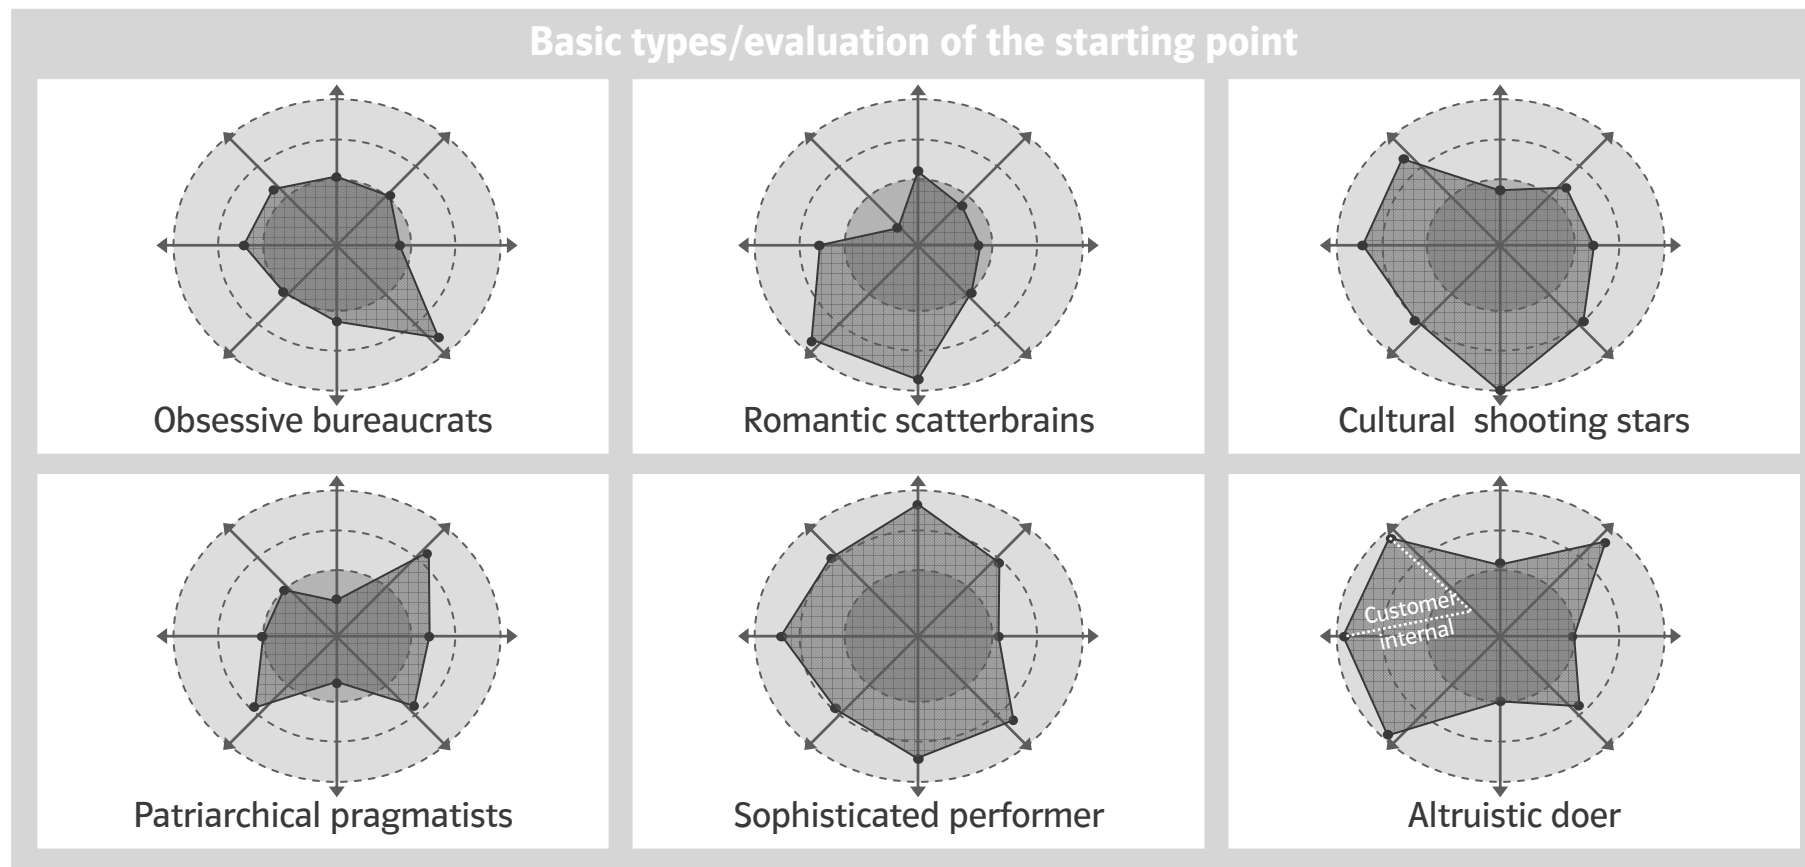 Basic types/evaluation of the starting point
Obsessive bureaucrats
Romantic scatterbrains
Cultural shooting stars
Customer
internal
Patriarchical pragmatists
Sophisticated performer
Altruistic doer